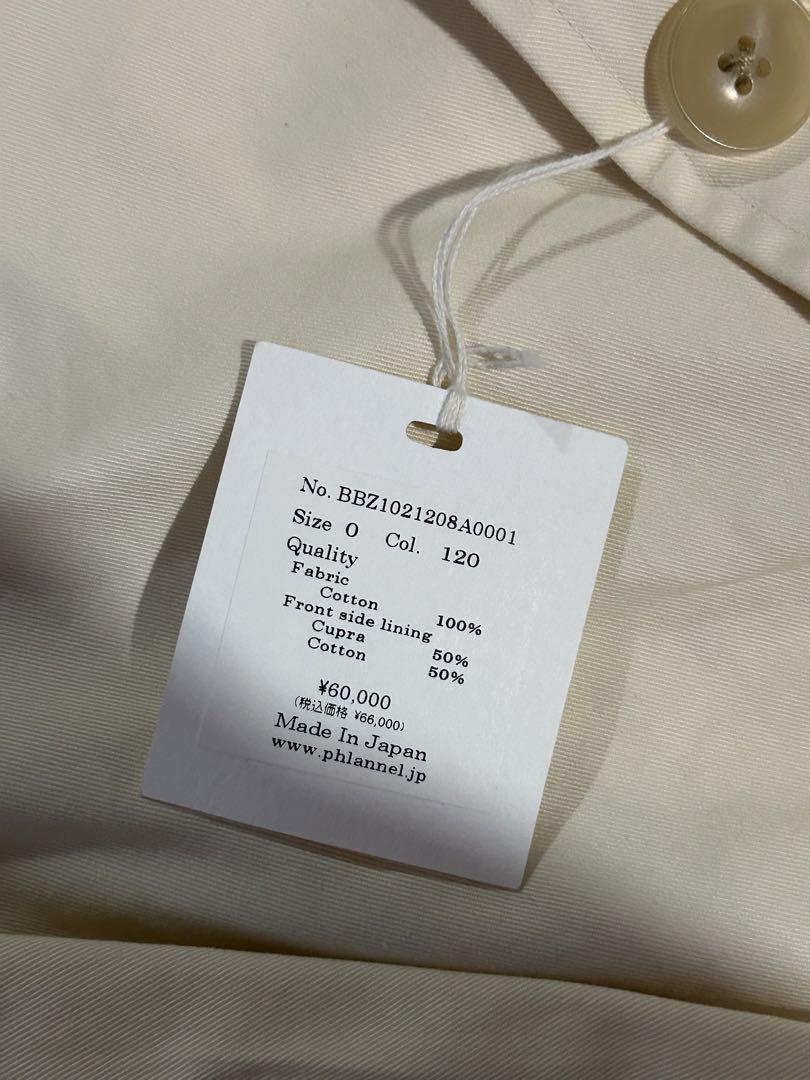 No. BBZ1021208A0001
Size 0 Col. 120
Quality
Fabric
Cotton 100%
Front side lining
Cupra 50%
Cotton 50%
¥60,000
(税込価格 ¥66,000)
Made In Japan
www.phlannel.jp